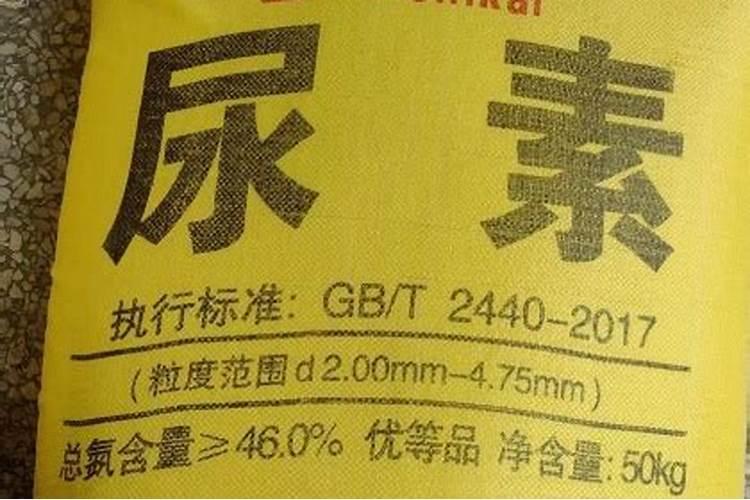 尿素
执行标准: GB/T 2440-2017
(粒度范围d2.00mm-4.75mm)
总氮含量≥46.0% 优等品 净含量: 50kg